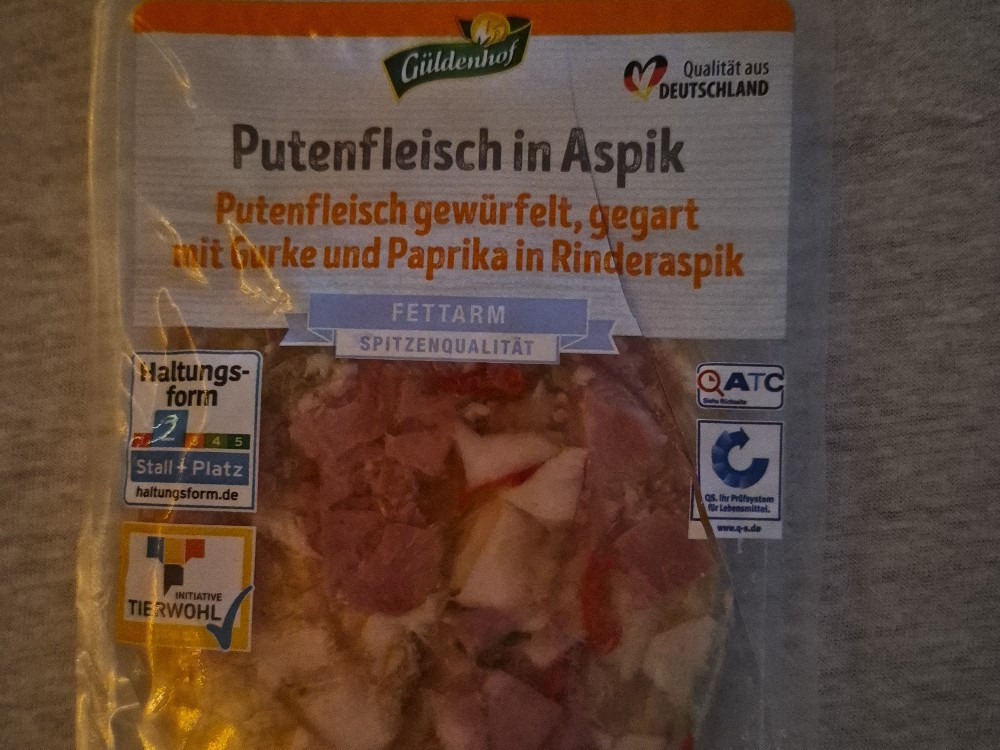 Güldenhof
Qualität aus
DEUTSCHLAND
Putenfleisch in Aspik
Putenfleisch gewürfelt, gegart
mit Gurke und Paprika in Rinderaspik
FETTARM
SPITZENQUALITÄT
Haltungs-
form
2 3 4 5
Stall + Platz
haltungsform.de
INITIATIVE
TIERWOHL
QATC
Siehe Rückseite
QS. Ihr Prüfsystem
für Lebensmittel.
www.q-s.de